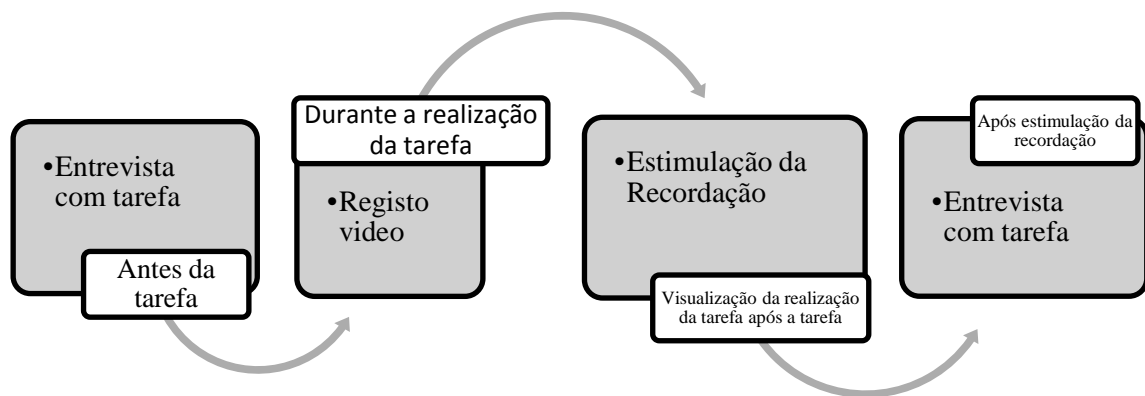 •Entrevista
com tarefa
Antes da
tarefa
Durante a realização
da tarefa
•Registo
video
•Estimulação da
Recordação
Visualização da realização
da tarefa após a tarefa
Após estimulação da
recordação
•Entrevista
com tarefa